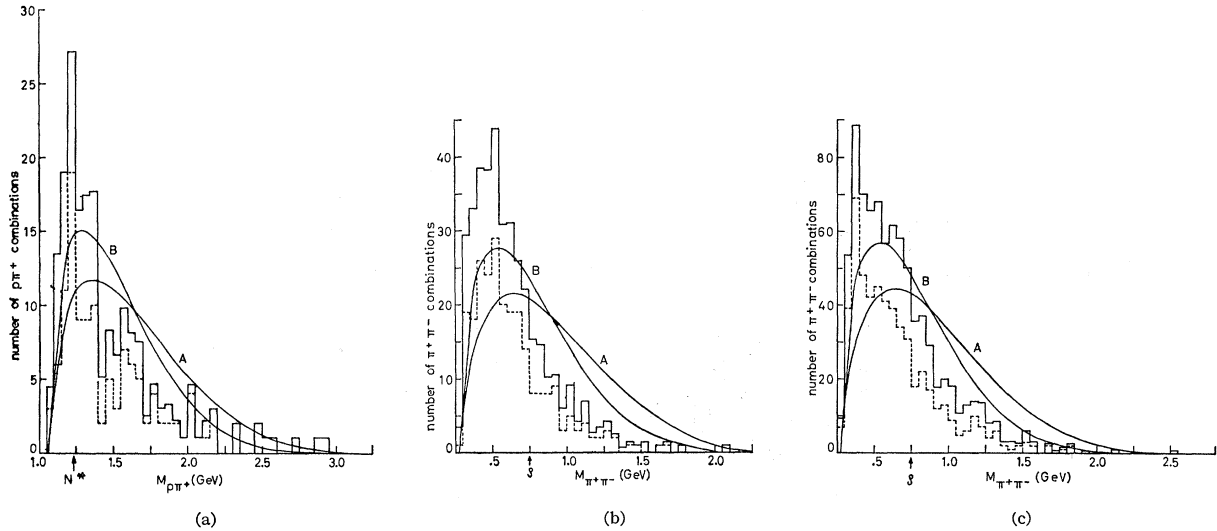 30
25
20
15
10
5
0
number of pπ+ combinations
B
A
1.0 1.5 2.0 2.5 3.0
N**
Mpπ+ (GeV)
(a)
40
30
20
10
0
number of π+π- combinations
B
A
.5 1.0 1.5 2.0
ρ
Mπ+π- (GeV)
(b)
80
60
40
20
0
number of π+π- combinations
B
A
.5 1.0 1.5 2.0 2.5
ρ
Mπ+π- (GeV)
(c)